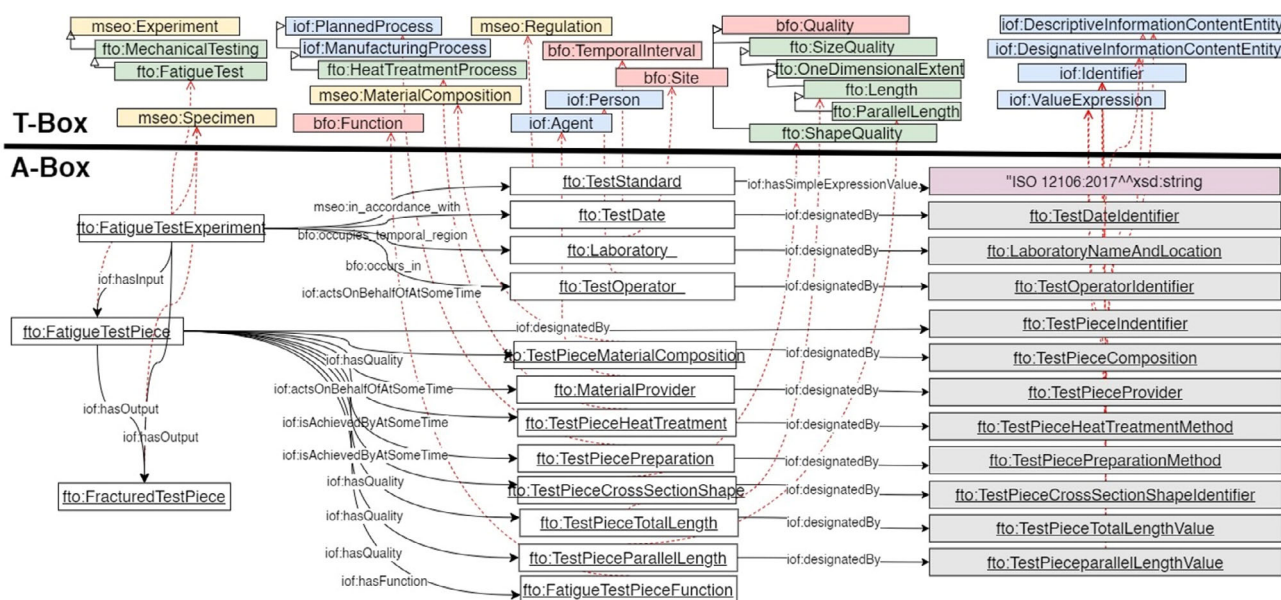 mseo:Experiment
fto:MechanicalTesting
fto:FatigueTest
mseo:Specimen
iof:PlannedProcess
iof:ManufacturingProcess
fto:HeatTreatmentProcess
mseo:MaterialComposition
bfo:Function
mseo:Regulation
bfo:TemporalInterval
bfo:Site
iof:Person
iof:Agent
bfo:Quality
fto:SizeQuality
fto:OneDimensionalExtent
fto:Length
fto:ParallelLength
fto:ShapeQuality
iof:DescriptiveInformationContentEntity
iof:DesignativeInformationContentEntity
iof:Identifier
iof:ValueExpression
T-Box
A-Box
fto:FatigueTestExperiment
iof:hasInput
fto:FatigueTestPiece
iof:hasOutput
iof:hasOutput
fto:FracturedTestPiece
mseo:in_accordance_with
bfo:occupies_temporal_region
bfo:occurs_in
iof:actsOnBehalfOfAtSomeTime
iof:designatedBy
iof:hasQuality
iof:actsOnBehalfOfAtSomeTime
iof:isAchievedByAtSomeTime
iof:isAchievedByAtSomeTime
iof:hasQuality
iof:hasQuality
iof:hasQuality
iof:hasFunction
fto:TestStandard
iof:hasSimpleExpressionValue
"ISO 12106:2017^^xsd:string
fto:TestDate
iof:designatedBy
fto:TestDateIdentifier
fto:Laboratory_
iof:designatedBy
fto:LaboratoryNameAndLocation
fto:TestOperator_
iof:designatedBy
fto:TestOperatorIdentifier
fto:TestPieceIndentifier
fto:TestPieceMaterialComposition
iof:designatedBy
fto:TestPieceComposition
fto:MaterialProvider
iof:designatedBy
fto:TestPieceProvider
fto:TestPieceHeatTreatment
iof:designatedBy
fto:TestPieceHeatTreatmentMethod
fto:TestPiecePreparation
iof:designatedBy
fto:TestPiecePreparationMethod
fto:TestPieceCrossSectionShape
iof:designatedBy
fto:TestPieceCrossSectionShapeIdentifier
fto:TestPieceTotalLength
iof:designatedBy
fto:TestPieceTotalLengthValue
fto:TestPieceParallelLength
iof:designatedBy
fto:TestPieceparallelLengthValue
fto:FatigueTestPieceFunction